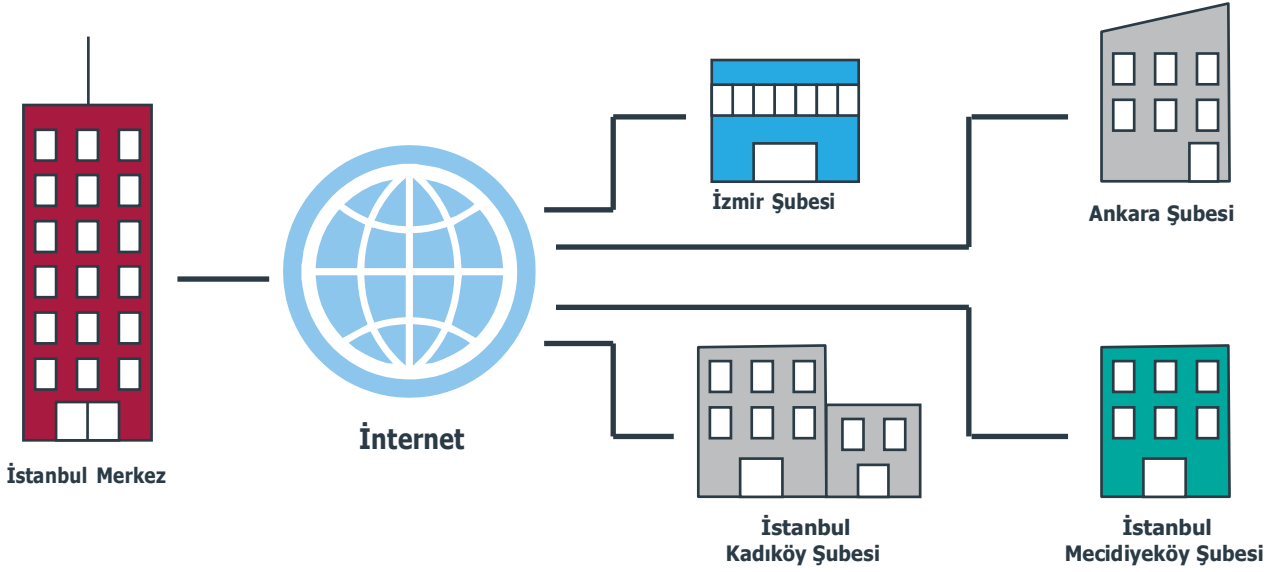 İzmir Şubesi
Ankara Şubesi
İnternet
İstanbul Merkez
İstanbul
Kadıköy Şubesi
İstanbul
Mecidiyeköy Şubesi